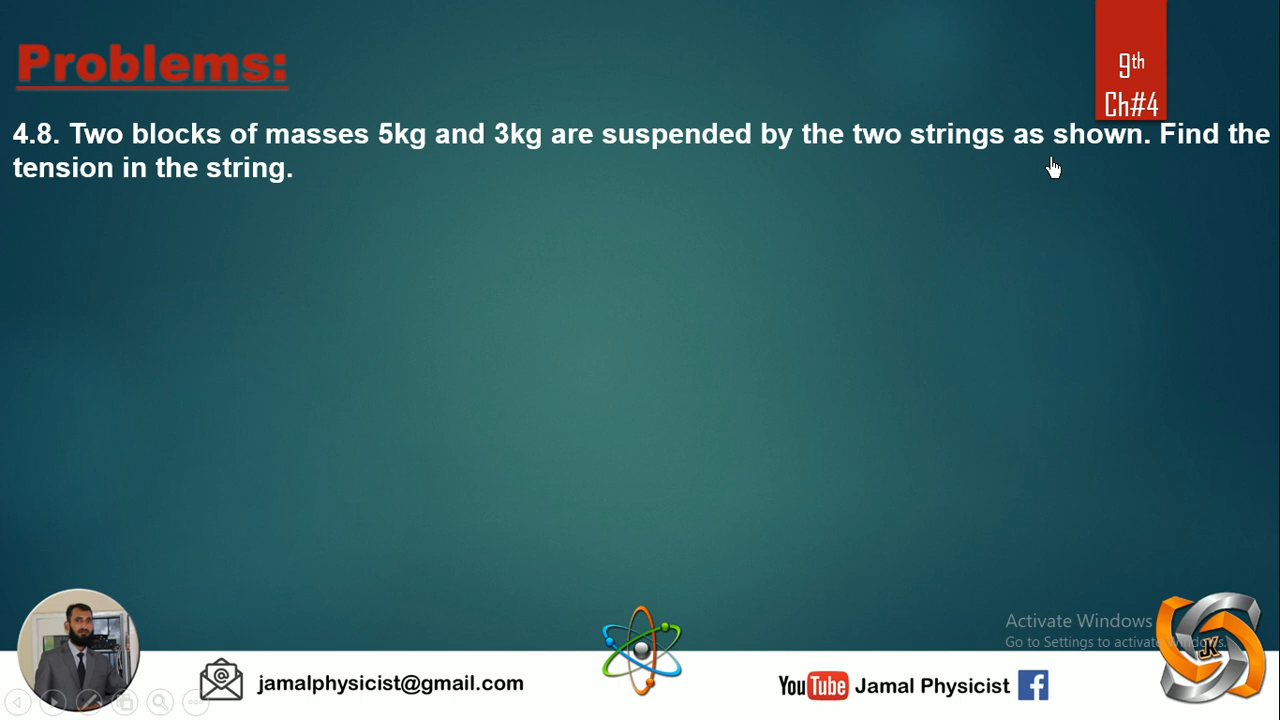 Problems:
9th
Ch#4
4.8. Two blocks of masses 5kg and 3kg are suspended by the two strings as shown. Find the
tension in the string.
Activate Windows
Go to Settings to activate Windows.
JK
jamalphysicist@gmail.com
YouTube Jamal Physicist f